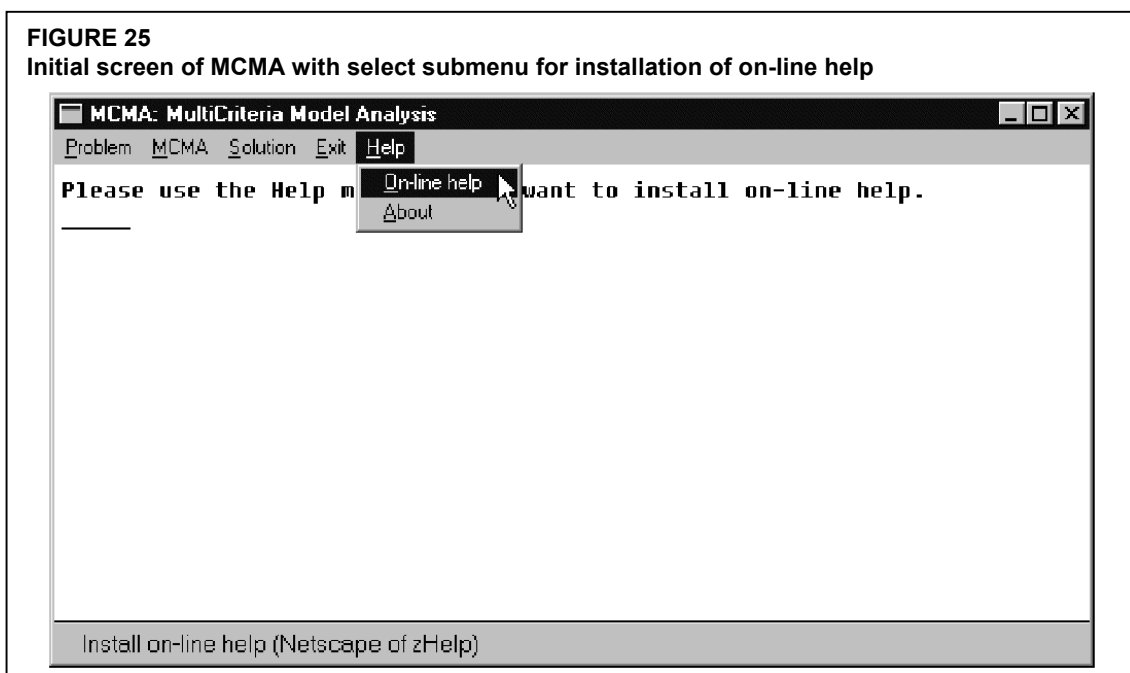 FIGURE 25
Initial screen of MCMA with select submenu for installation of on-line help
MCMA: MultiCriteria Model Analysis
Problem MCMA Solution Exit Help
Please use the Help m want to install on-line help.
On-line help
About
Install on-line help (Netscape of zHelp)